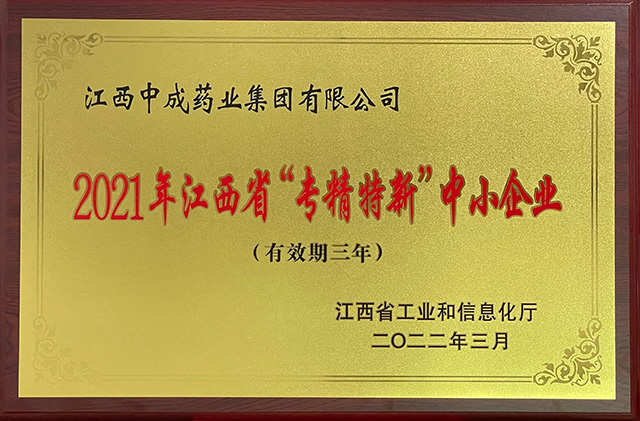 江西中成药业集团有限公司
2021年江西省“专精特新”中小企业
（有效期三年）
江西省工业和信息化厅
二〇二二年三月